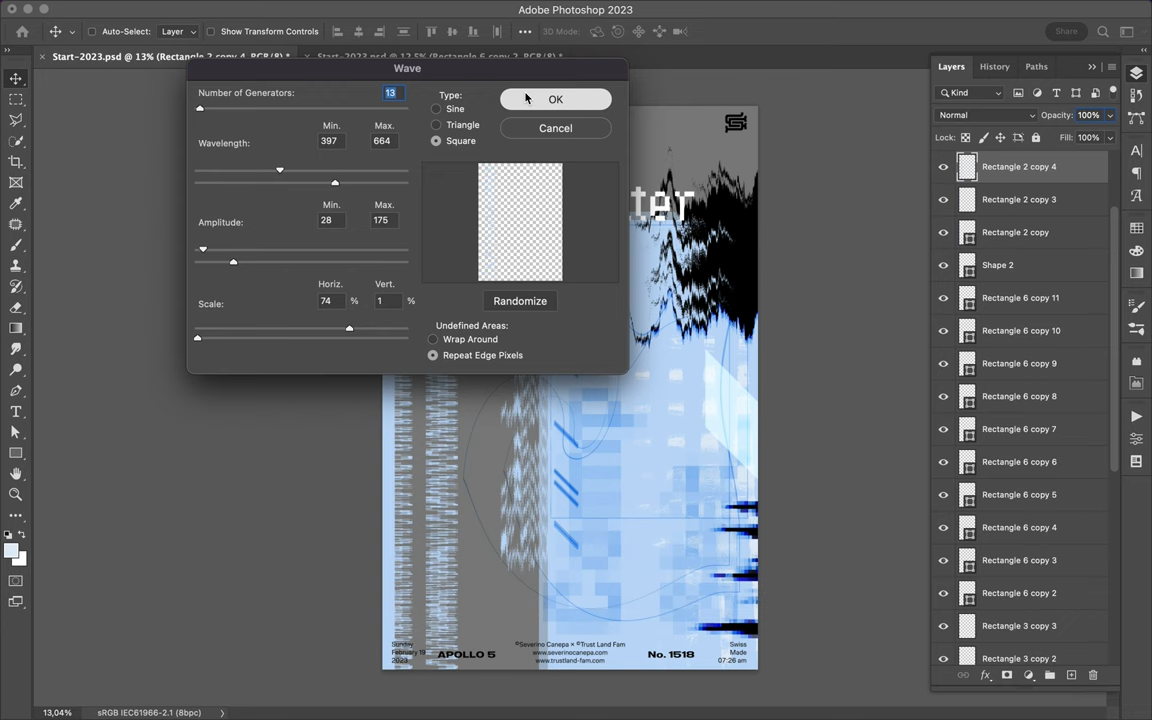 Adobe Photoshop 2023
Auto-Select:
Layer
Show Transform Controls
3D Mode:
Share
Start-2023.psd @ 13% (Rectangle 2 copy 4, RGB/8) *
Start-2023.psd @ 12,5% (Rectangle 6 copy 2, RGB/8*) *
Wave
Number of Generators:
13
Type:
Sine
Triangle
Square
OK
Cancel
Min.
Max.
Wavelength:
397
664
Min.
Max.
Amplitude:
28
175
Horiz.
Vert.
Scale:
74
%
1
%
Randomize
Undefined Areas:
Wrap Around
Repeat Edge Pixels
ter
Sunday
February 19
2023
APOLLO 5
©Severino Canepa × ©Trust Land Fam
www.severinocanepa.com
www.trustland-fam.com
No. 1518
Swiss
Made
07:26 am
Layers
History
Paths
Kind
Normal
Opacity:
100%
Lock:
Fill:
100%
Rectangle 2 copy 4
Rectangle 2 copy 3
Rectangle 2 copy
Shape 2
Rectangle 6 copy 11
Rectangle 6 copy 10
Rectangle 6 copy 9
Rectangle 6 copy 8
Rectangle 6 copy 7
Rectangle 6 copy 6
Rectangle 6 copy 5
Rectangle 6 copy 4
Rectangle 6 copy 3
Rectangle 6 copy 2
Rectangle 3 copy 3
Rectangle 3 copy 2
13,04%
sRGB IEC61966-2.1 (8bpc)